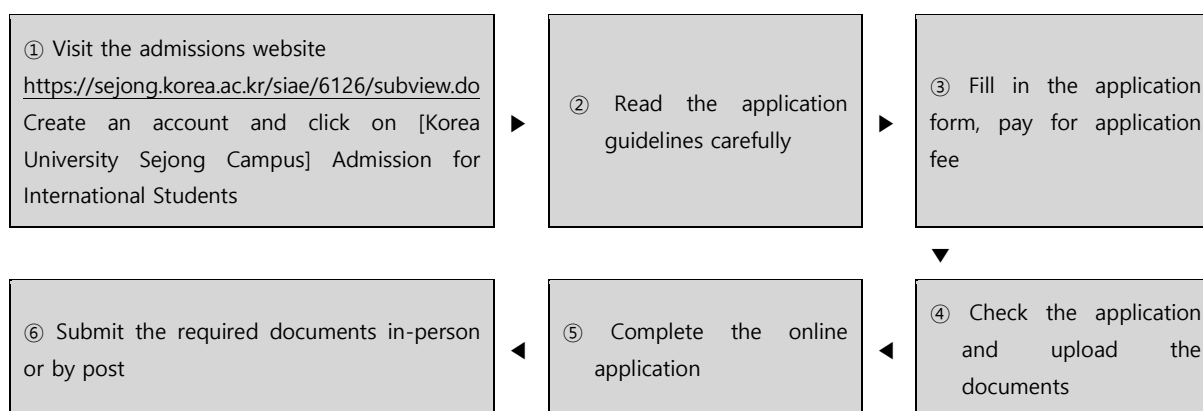 ① Visit the admissions website
https://sejong.korea.ac.kr/siae/6126/subview.do
Create an account and click on [Korea
University Sejong Campus] Admission for
International Students
▶
② Read the application
guidelines carefully
▶
③ Fill in the application
form, pay for application
fee
▼
④ Check the application
and upload the
documents
◀
⑤ Complete the online
application
◀
⑥ Submit the required documents in-person
or by post